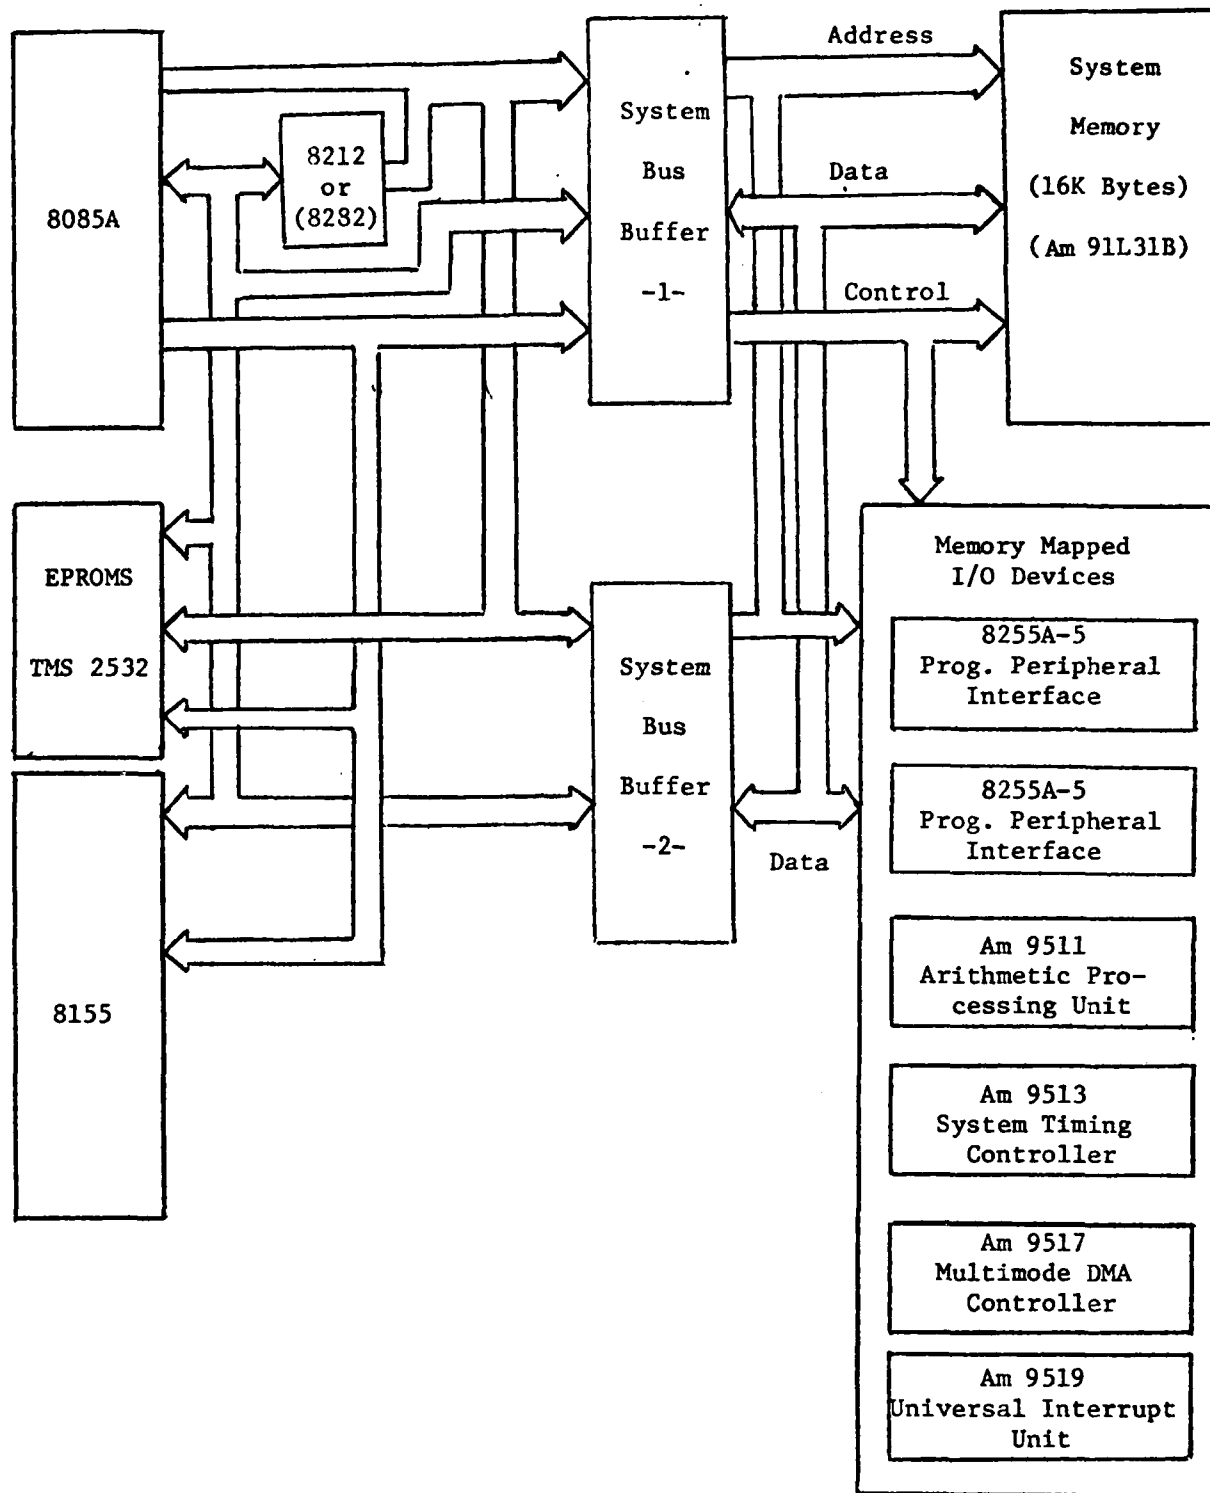 8085A
8212
or
(8282)
System
Bus
Buffer
-1-
Address
Data
Control
System
Memory
(16K Bytes)
(Am 91L31B)
EPROMS
TMS 2532
8155
System
Bus
Buffer
-2-
Data
Memory Mapped
I/O Devices
8255A-5
Prog. Peripheral
Interface
8255A-5
Prog. Peripheral
Interface
Am 9511
Arithmetic Pro-
cessing Unit
Am 9513
System Timing
Controller
Am 9517
Multimode DMA
Controller
Am 9519
Universal Interrupt
Unit